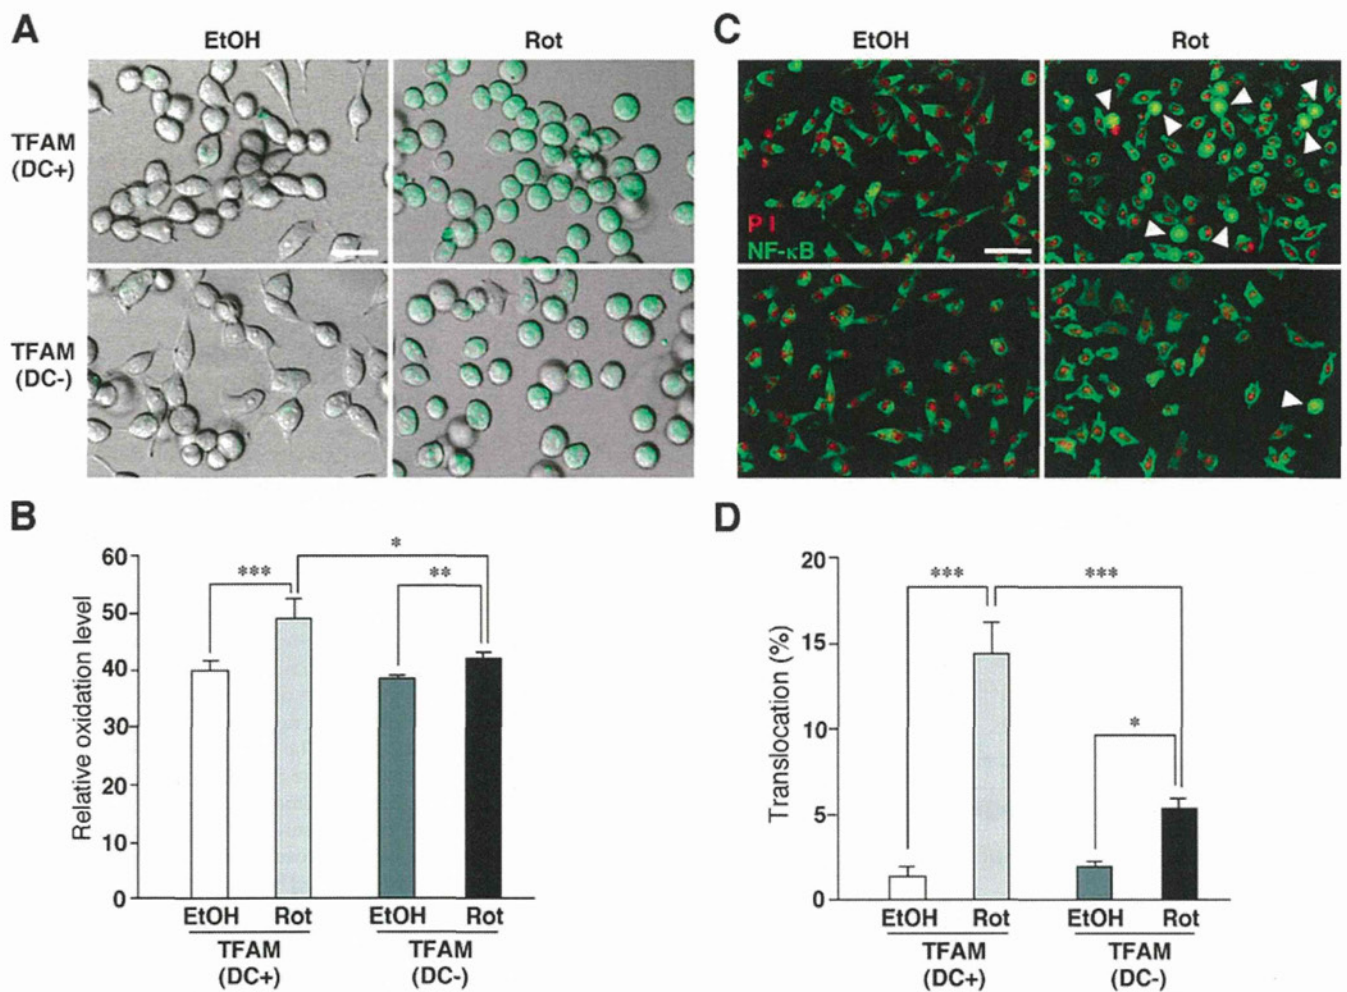 A
EtOH
Rot
TFAM
(DC+)
TFAM
(DC-)
C
EtOH
Rot
PI
NF-κB
B
Relative oxidation level
60
50
40
30
20
10
0
***
*
**
EtOH
Rot
EtOH
Rot
TFAM
(DC+)
TFAM
(DC-)
D
Translocation (%)
20
15
10
5
0
***
***
*
EtOH
Rot
EtOH
Rot
TFAM
(DC+)
TFAM
(DC-)